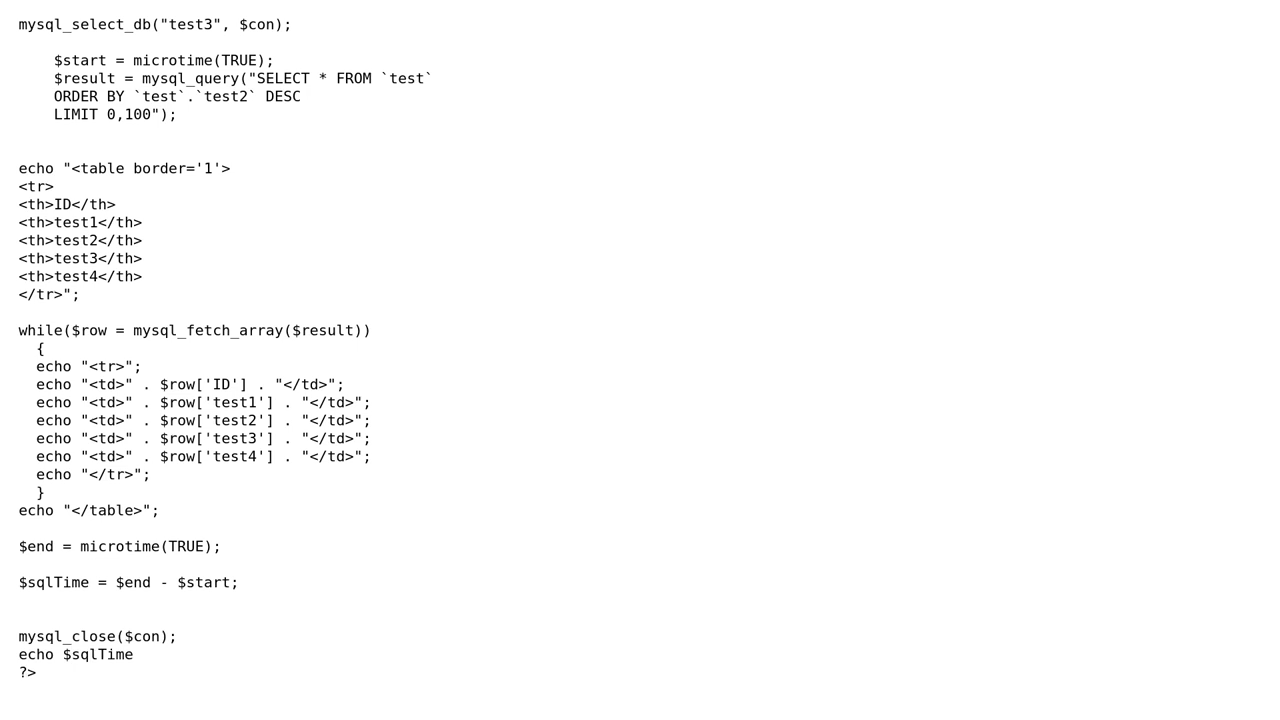 mysql_select_db("test3", $con);

    $start = microtime(TRUE);
    $result = mysql_query("SELECT * FROM `test`
    ORDER BY `test`.`test2` DESC
    LIMIT 0,100");


echo "<table border='1'>
<tr>
<th>ID</th>
<th>test1</th>
<th>test2</th>
<th>test3</th>
<th>test4</th>
</tr>";

while($row = mysql_fetch_array($result))
  {
  echo "<tr>";
  echo "<td>" . $row['ID'] . "</td>";
  echo "<td>" . $row['test1'] . "</td>";
  echo "<td>" . $row['test2'] . "</td>";
  echo "<td>" . $row['test3'] . "</td>";
  echo "<td>" . $row['test4'] . "</td>";
  echo "</tr>";
  }
echo "</table>";

$end = microtime(TRUE);

$sqlTime = $end - $start;


mysql_close($con);
echo $sqlTime
?>